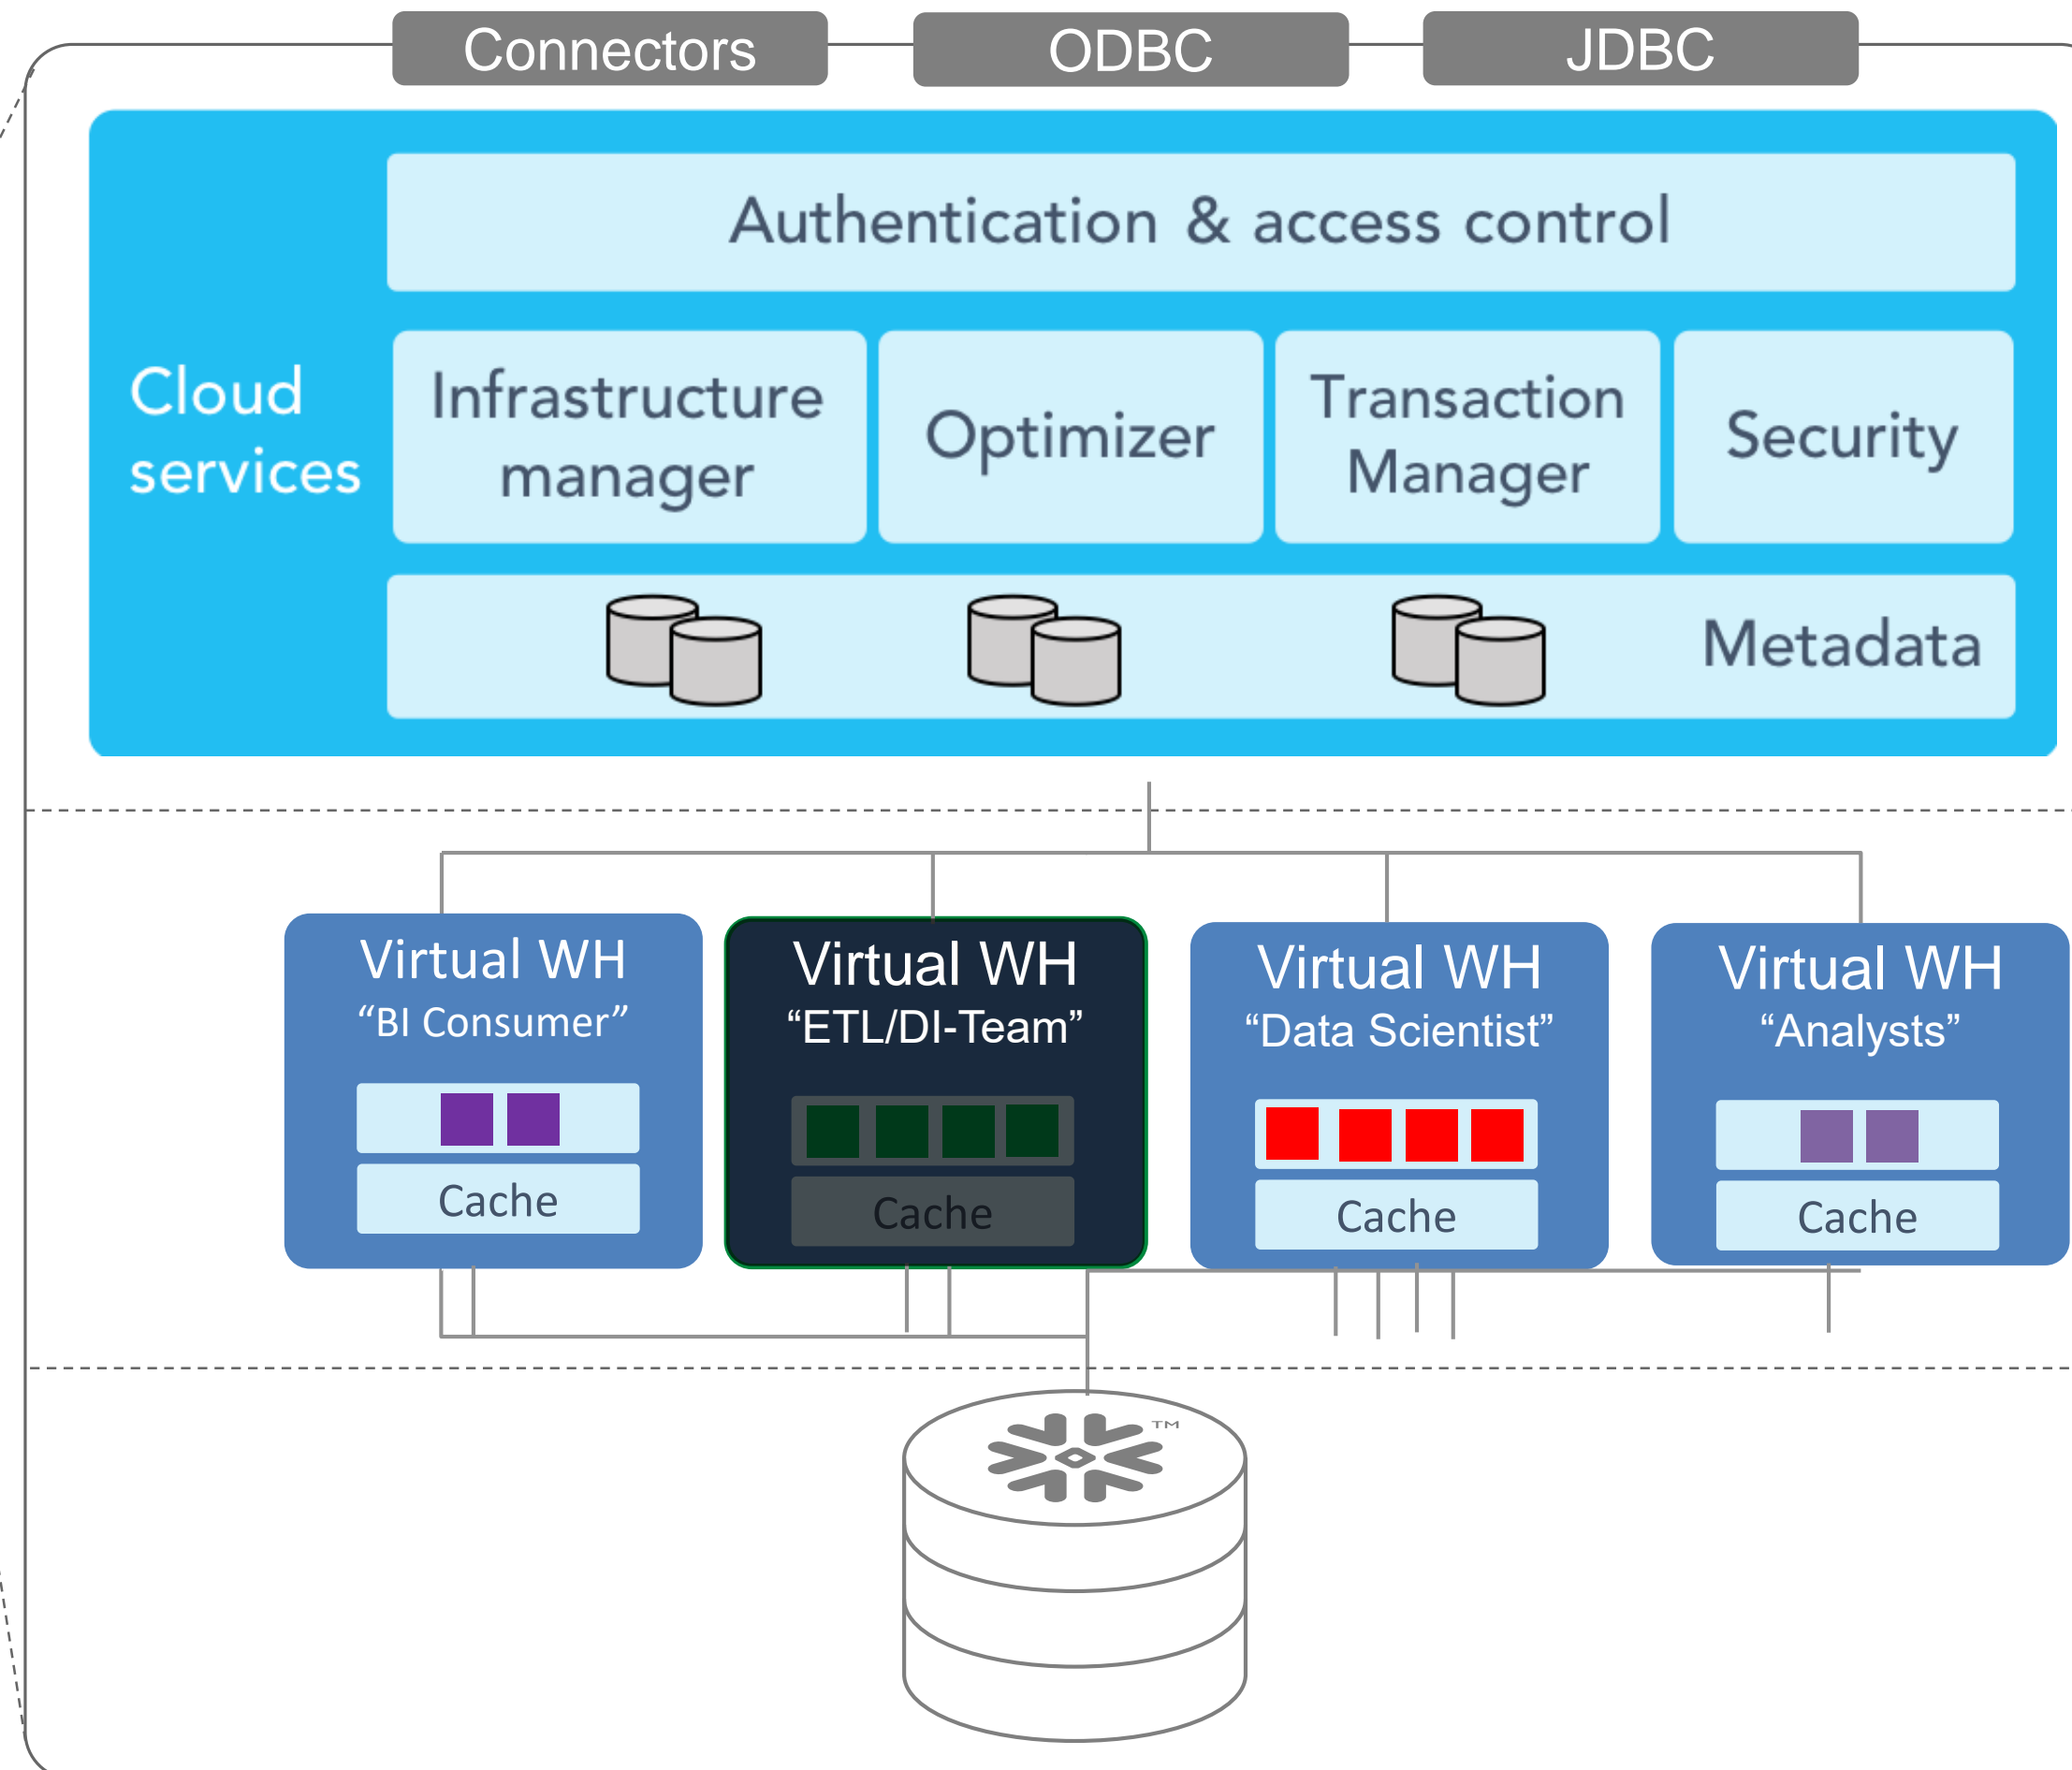 Connectors
ODBC
JDBC
Authentication & access control
Cloud
services
Infrastructure
manager
Optimizer
Transaction
Manager
Security
Metadata
Virtual WH
“BI Consumer”
Cache
Virtual WH
“ETL/DI-Team”
Cache
Virtual WH
“Data Scientist”
Cache
Virtual WH
“Analysts”
Cache
™